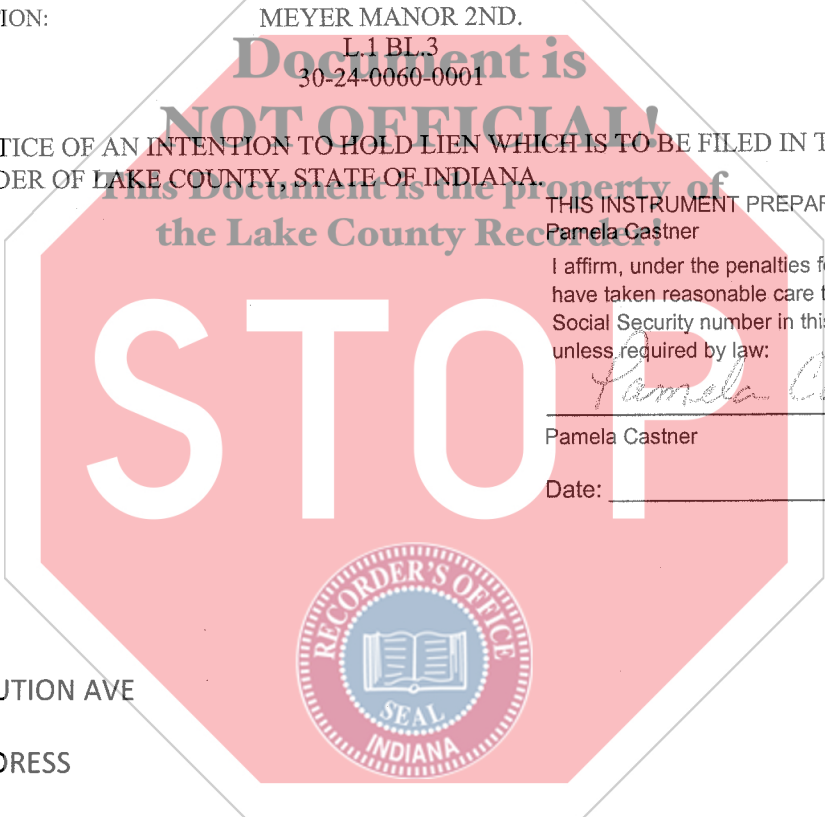 ION: MEYER MANOR 2ND.
L.1 BL.3
30-24-0060-0001
Document is
NOT OFFICIAL!
This Document is the property of
the Lake County Recorder!
TICE OF AN INTENTION TO HOLD LIEN WHICH IS TO BE FILED IN T
DER OF LAKE COUNTY, STATE OF INDIANA.
THIS INSTRUMENT PREPAR
Pamela Castner
I affirm, under the penalties f
have taken reasonable care t
Social Security number in this
unless required by law:
Pamela C
Pamela Castner
Date:
STOP
RECORDER'S OFFICE
SEAL
INDIANA
UTION AVE
DRESS